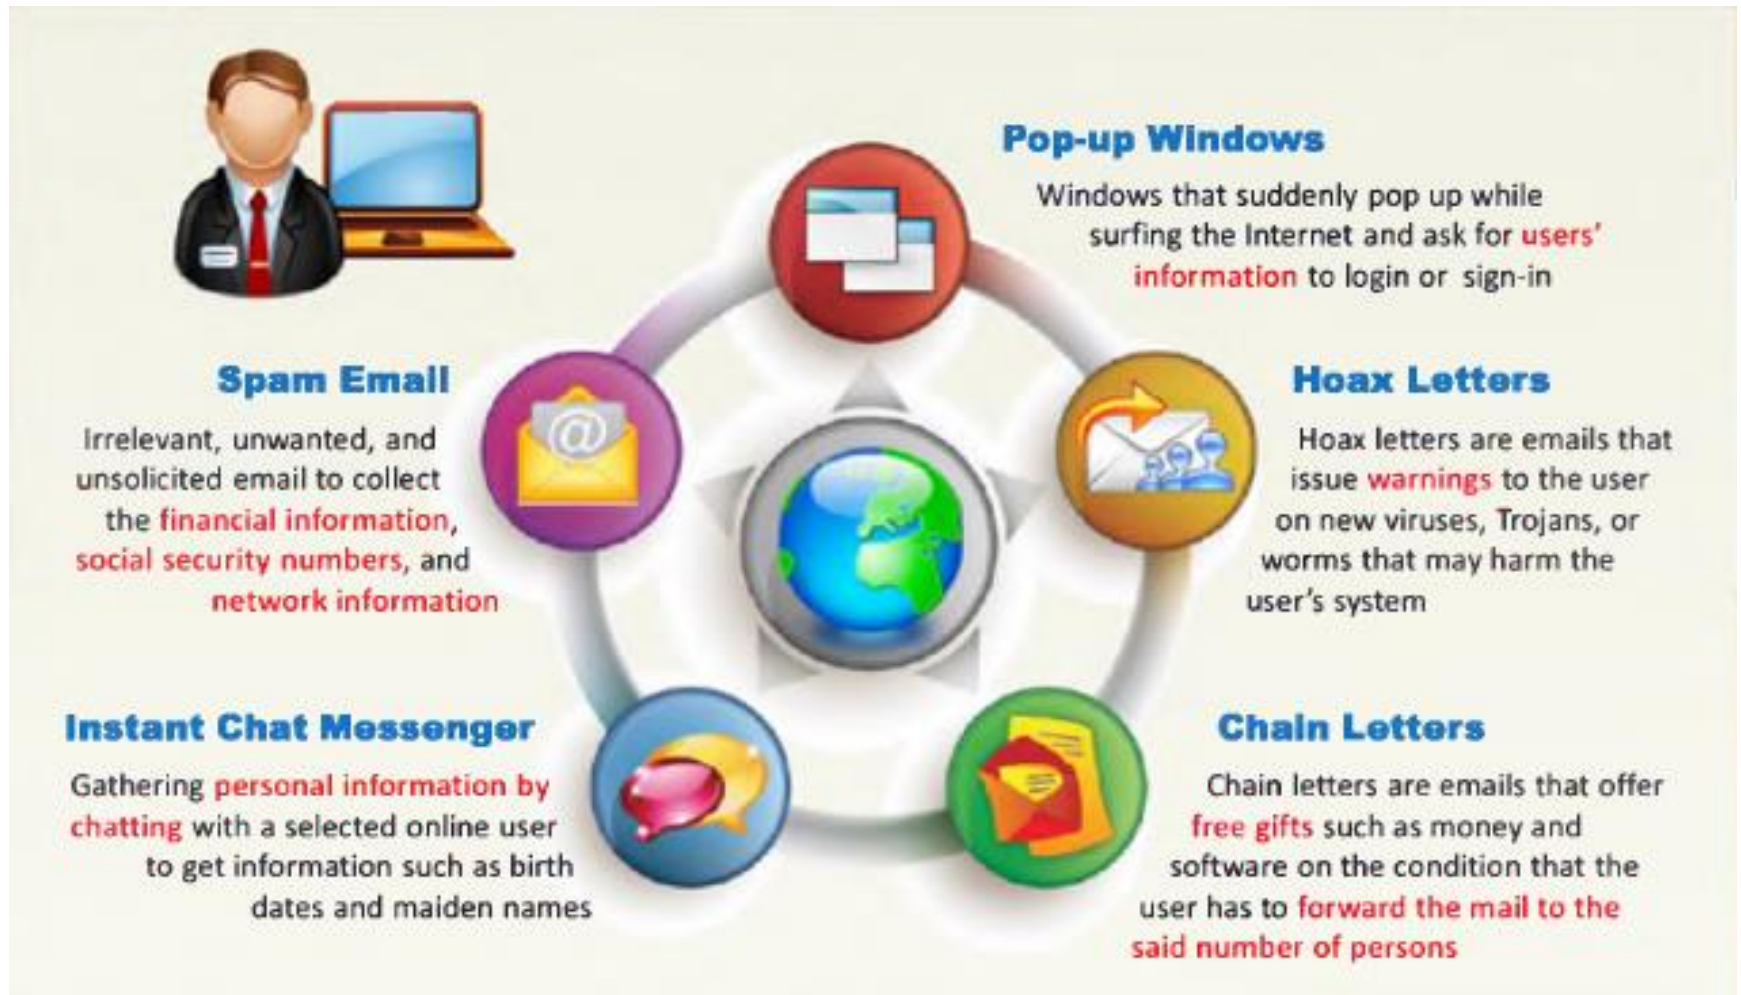 Pop-up Windows
Windows that suddenly pop up while
surfing the Internet and ask for users’
information to login or sign-in
Spam Email
Irrelevant, unwanted, and
unsolicited email to collect
the financial information,
social security numbers, and
network information
Hoax Letters
Hoax letters are emails that
issue warnings to the user
on new viruses, Trojans, or
worms that may harm the
user’s system
Instant Chat Messenger
Gathering personal information by
chatting with a selected online user
to get information such as birth
dates and maiden names
Chain Letters
Chain letters are emails that offer
free gifts such as money and
software on the condition that the
user has to forward the mail to the
said number of persons